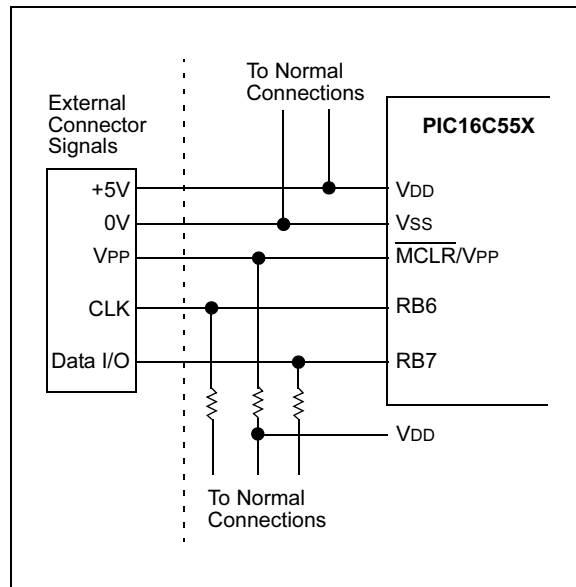 To Normal
Connections
External
Connector
Signals
PIC16C55X
+5V
VDD
0V
VSS
VPP
MCLR/VPP
CLK
RB6
Data I/O
RB7
VDD
To Normal
Connections